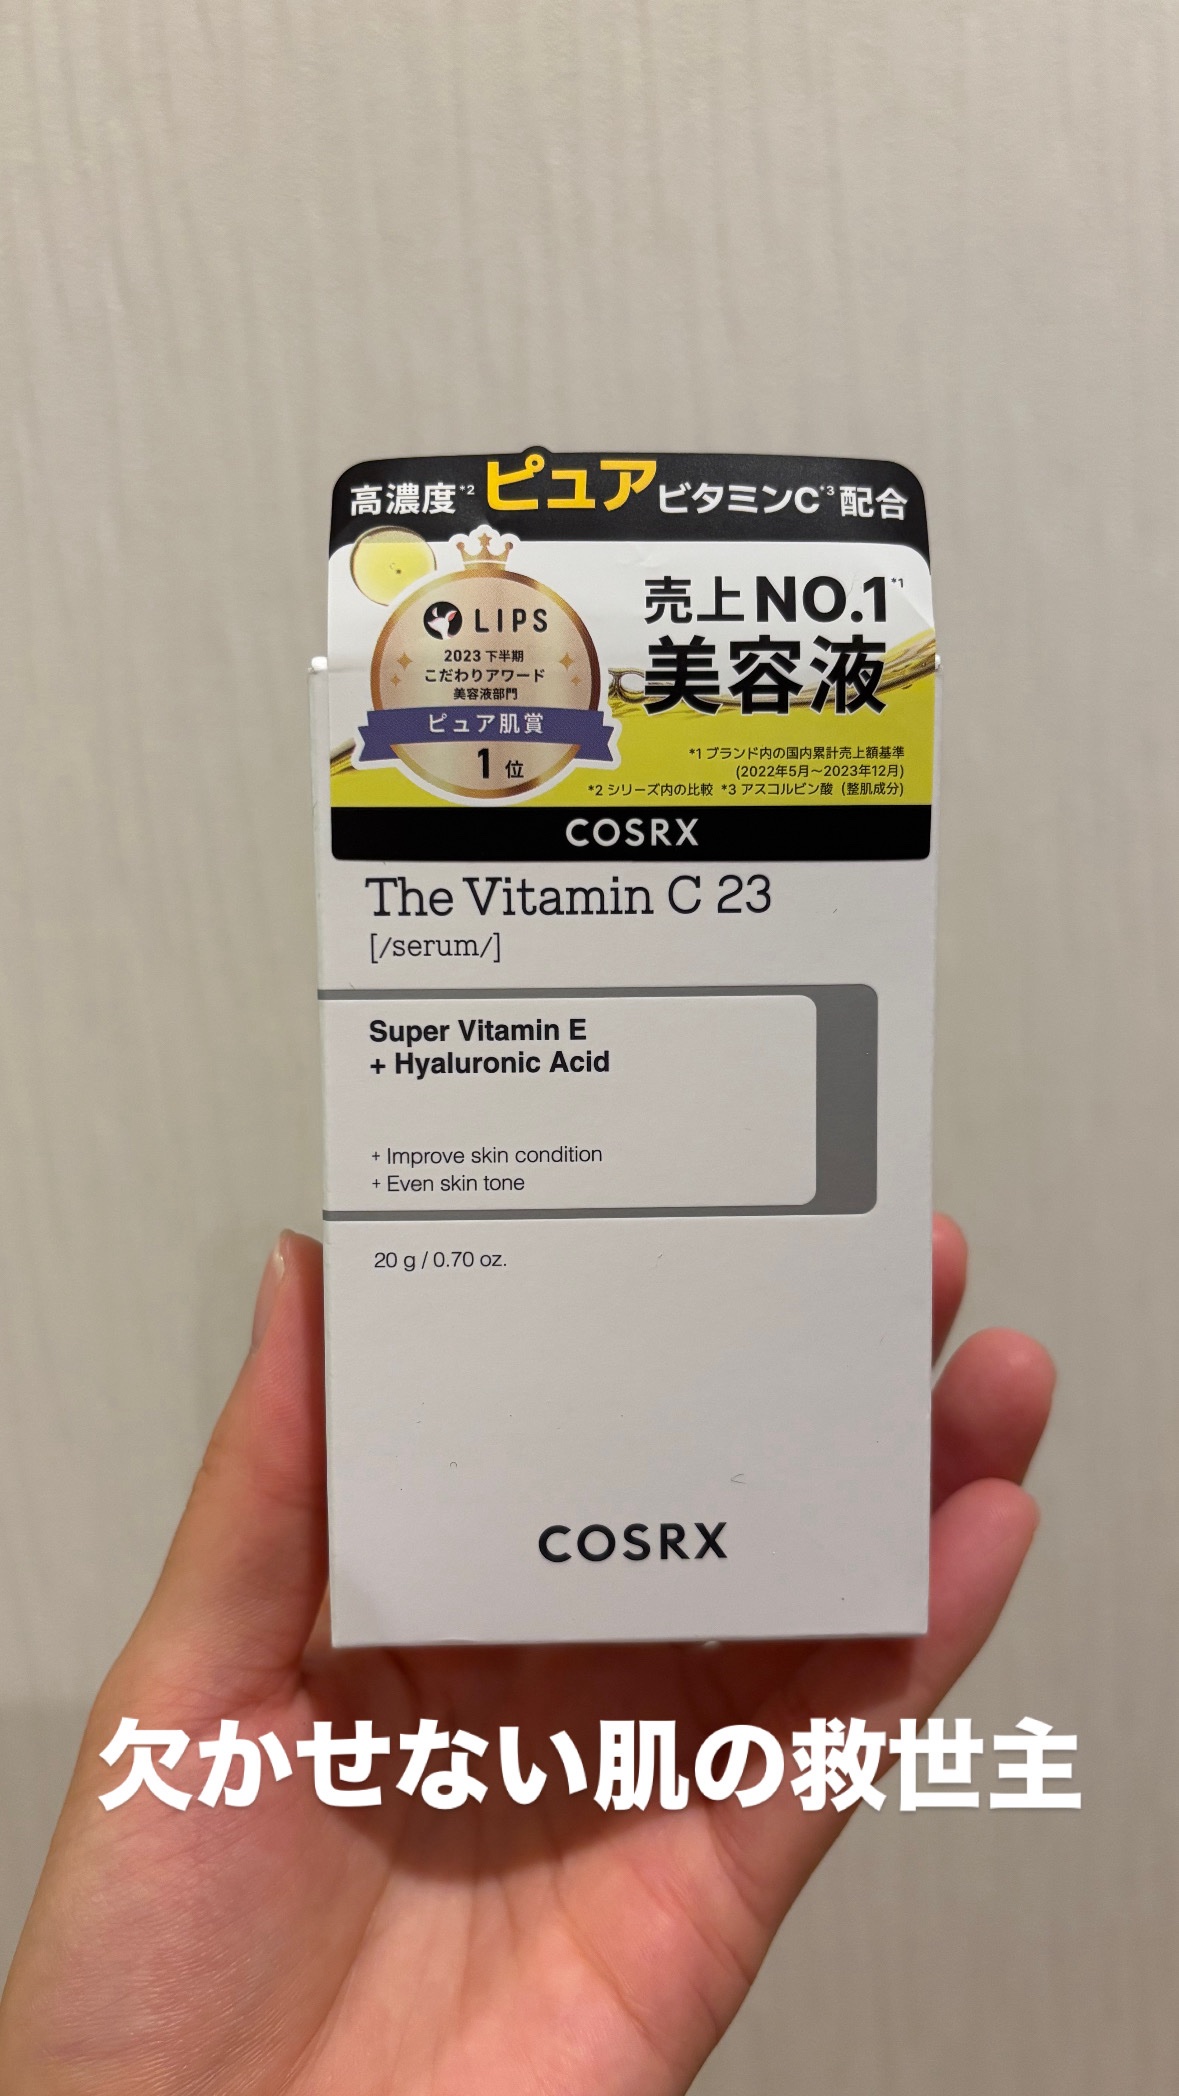 高濃度*2 ピュア ビタミンC*3 配合
LIPS
2023 下半期
こだわりアワード
美容液部門
ピュア肌賞
1 位
売上NO.1*1
美容液
*1 ブランド内の国内累計売上額基準
(2022年5月～2023年12月)
*2 シリーズ内の比較 *3 アスコルビン酸 (整肌成分)
COSRX
The Vitamin C 23
[/serum/]
Super Vitamin E
+ Hyaluronic Acid
+ Improve skin condition
+ Even skin tone
20 g / 0.70 oz.
COSRX
欠かせない肌の救世主